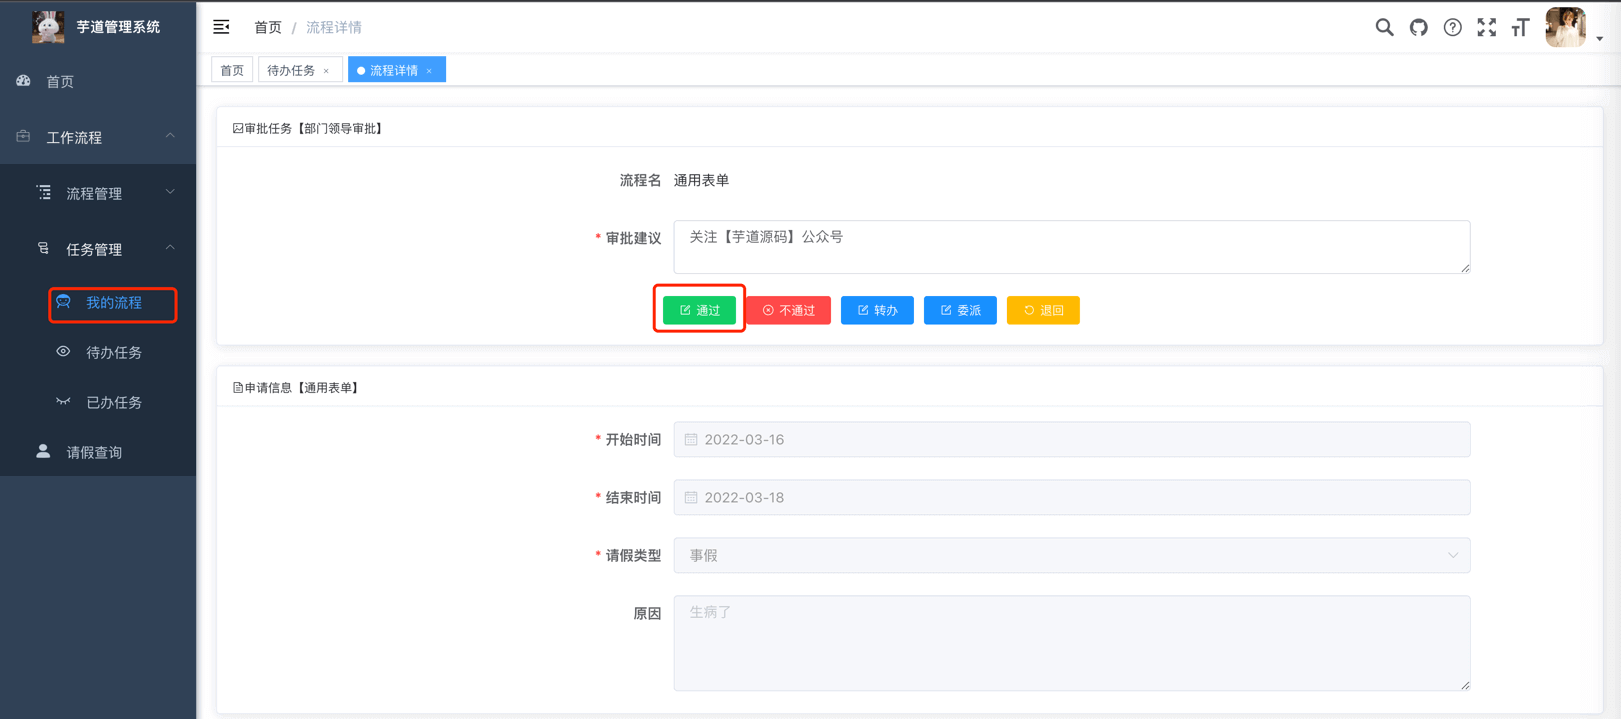 芋道管理系统
首页
工作流程
流程管理
任务管理
我的流程
待办任务
已办任务
请假查询
首页 / 流程详情
首页
待办任务 ×
流程详情 ×
审批任务【部门领导审批】
流程名 通用表单
* 审批建议 关注【芋道源码】公众号
通过 不通过 转办 委派 退回
申请信息【通用表单】
* 开始时间 2022-03-16
* 结束时间 2022-03-18
* 请假类型 事假
原因 生病了